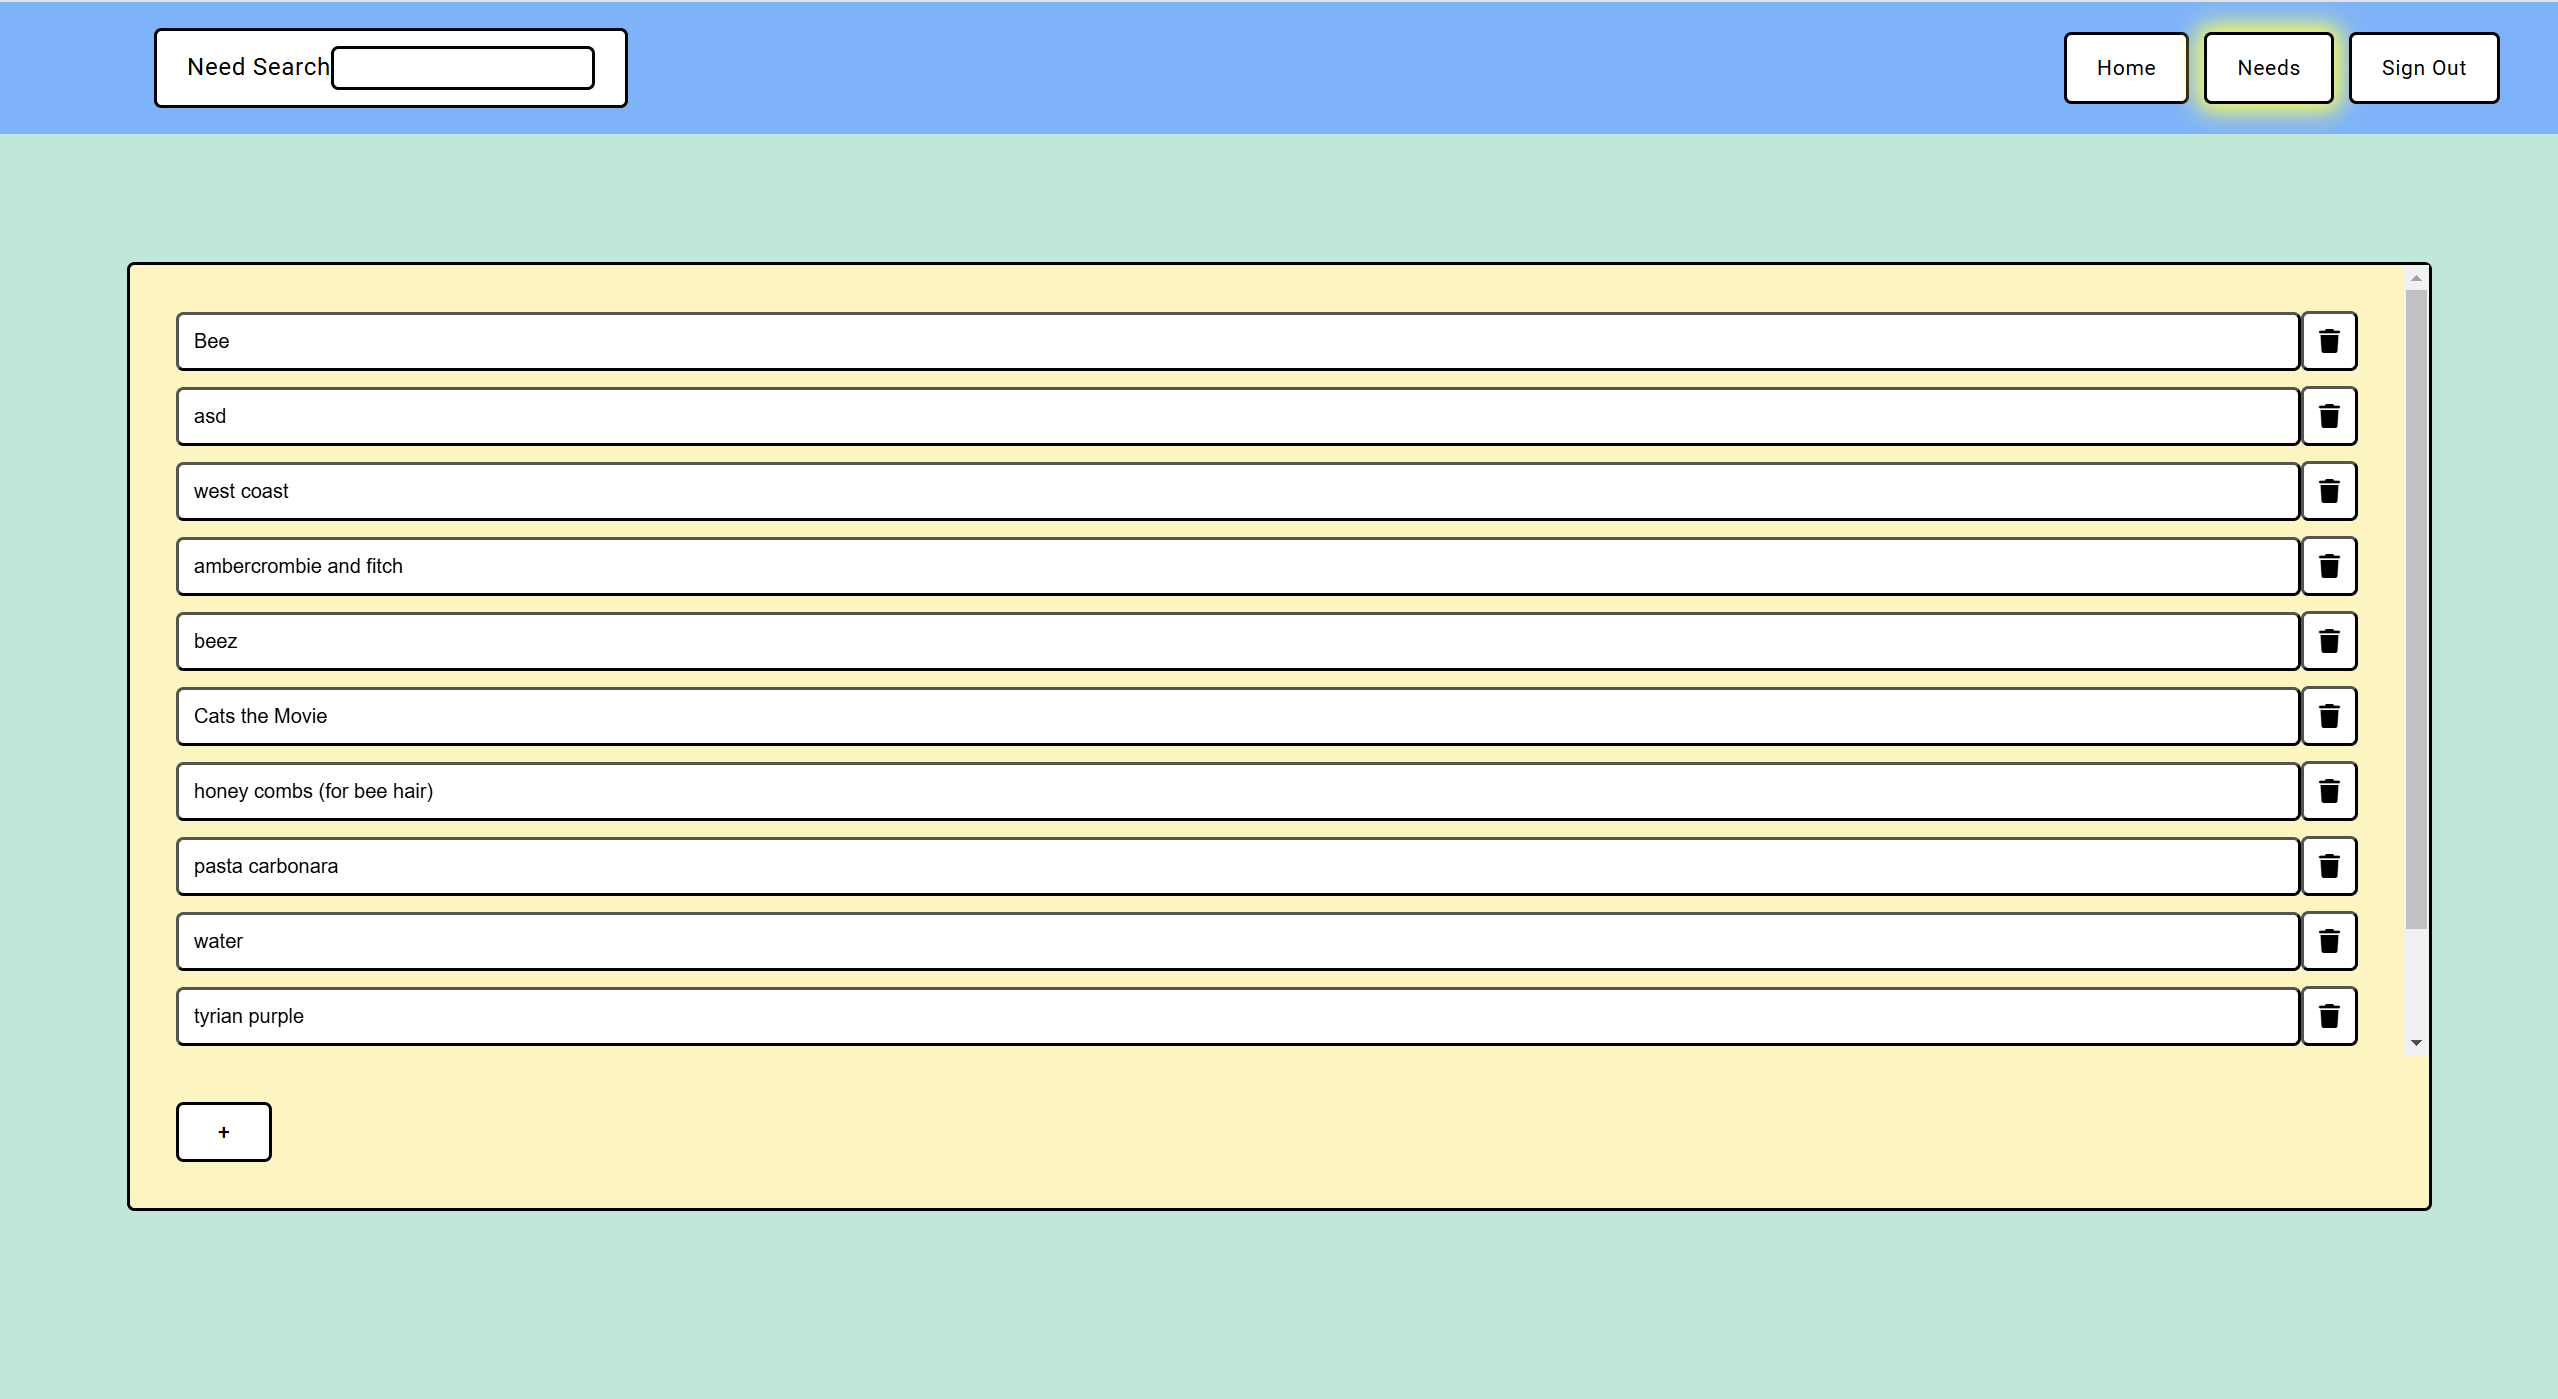 Need Search
Home
Needs
Sign Out
Bee
asd
west coast
ambercrombie and fitch
beez
Cats the Movie
honey combs (for bee hair)
pasta carbonara
water
tyrian purple
+